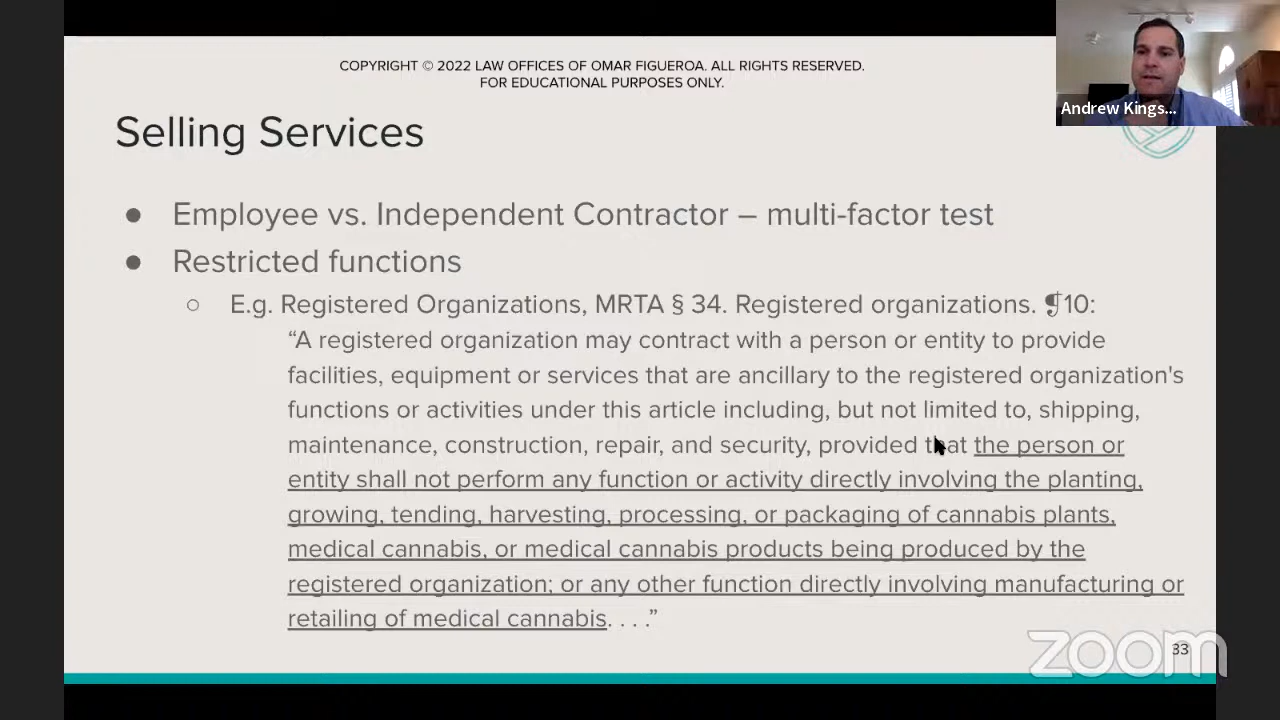 COPYRIGHT © 2022 LAW OFFICES OF OMAR FIGUEROA. ALL RIGHTS RESERVED.
FOR EDUCATIONAL PURPOSES ONLY.
Andrew Kings...
Selling Services
● Employee vs. Independent Contractor – multi-factor test
● Restricted functions
○ E.g. Registered Organizations, MRTA § 34. Registered organizations. ¶10:
“A registered organization may contract with a person or entity to provide
facilities, equipment or services that are ancillary to the registered organization's
functions or activities under this article including, but not limited to, shipping,
maintenance, construction, repair, and security, provided that the person or
entity shall not perform any function or activity directly involving the planting,
growing, tending, harvesting, processing, or packaging of cannabis plants,
medical cannabis, or medical cannabis products being produced by the
registered organization; or any other function directly involving manufacturing or
retailing of medical cannabis. . . .”
33
zoom